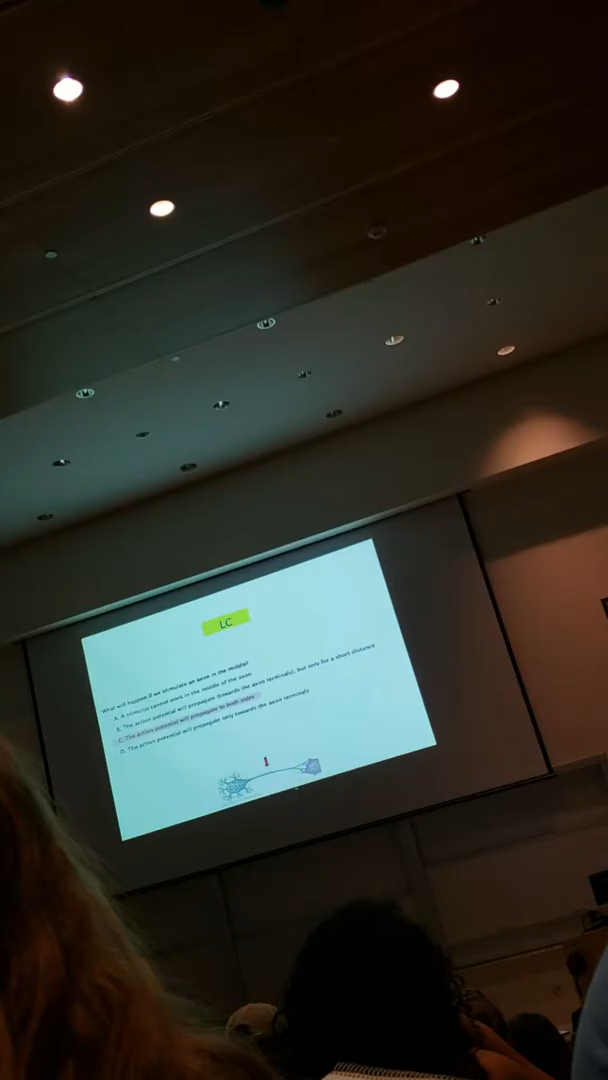 LC
What will happen if we stimulate an axon in the middle?
A. A stimulus cannot work in the middle of the axon
B. The action potential will propagate (towards the axon terminals), but only for a short distance
C. The action potential will propagate to both sides
D. The action potential will propagate only towards the axon terminals